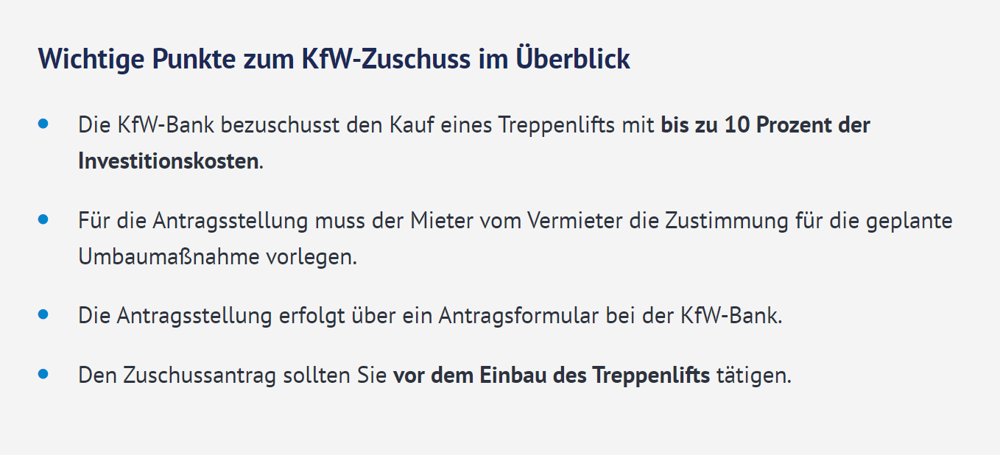 Wichtige Punkte zum KfW-Zuschuss im Überblick
Die KfW-Bank bezuschusst den Kauf eines Treppenlifts mit bis zu 10 Prozent der
Investitionskosten.
Für die Antragsstellung muss der Mieter vom Vermieter die Zustimmung für die geplante
Umbaumaßnahme vorlegen.
Die Antragsstellung erfolgt über ein Antragsformular bei der KfW-Bank.
Den Zuschussantrag sollten Sie vor dem Einbau des Treppenlifts tätigen.